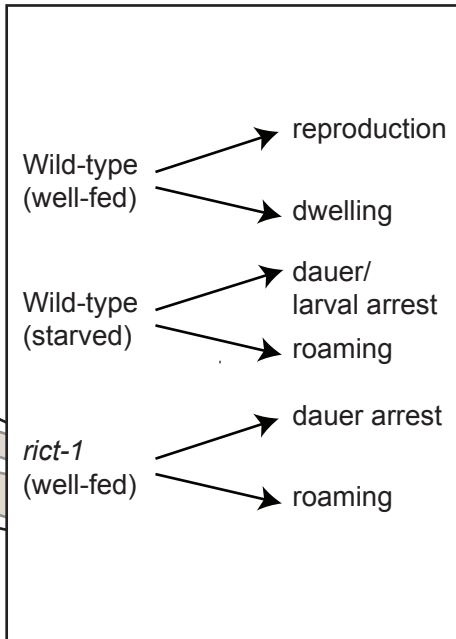 Wild-type
(well-fed)
reproduction
dwelling
Wild-type
(starved)
dauer/
larval arrest
roaming
rict-1
(well-fed)
dauer arrest
roaming